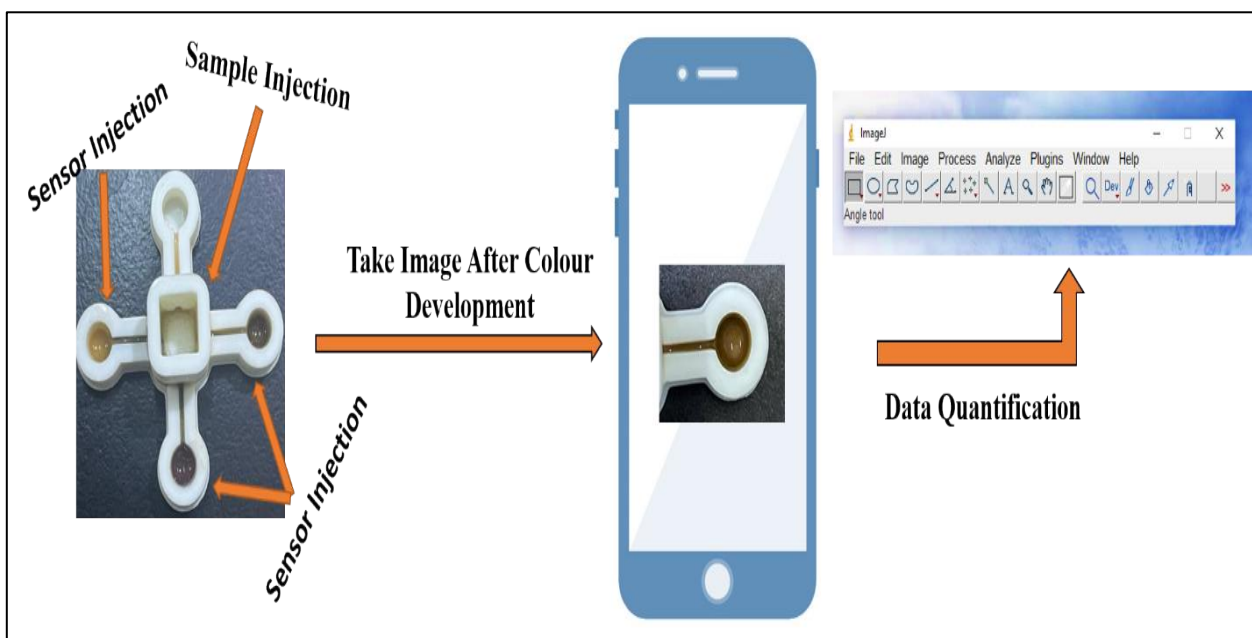 Sample Injection
Sensor Injection
Take Image After Colour
Development
Sensor Injection
ImageJ
File Edit Image Process Analyze Plugins Window Help
A Dev
Angle tool
Data Quantification